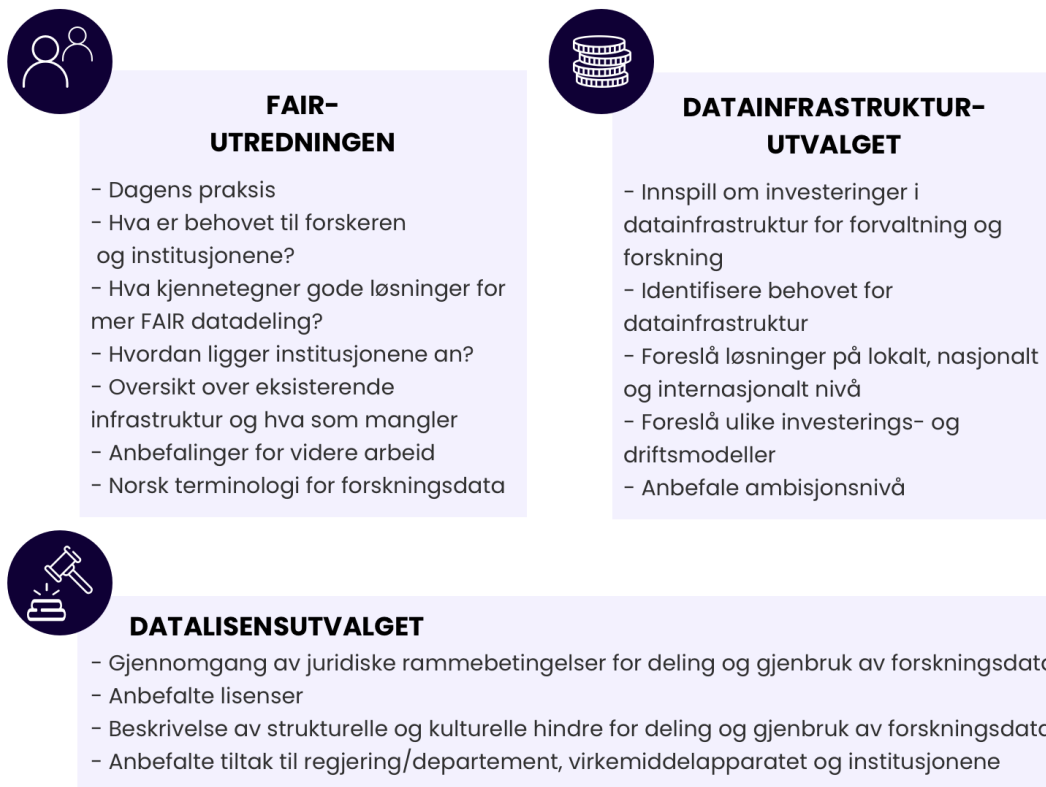 FAIR-
UTREDNINGEN
- Dagens praksis
- Hva er behovet til forskeren
og institusjonene?
- Hva kjennetegner gode løsninger for
mer FAIR datadeling?
- Hvordan ligger institusjonene an?
- Oversikt over eksisterende
infrastruktur og hva som mangler
- Anbefalinger for videre arbeid
- Norsk terminologi for forskningsdata
DATAINFRASTRUKTUR-
UTVALGET
- Innspill om investeringer i
datainfrastruktur for forvaltning og
forskning
- Identifisere behovet for
datainfrastruktur
- Foreslå løsninger på lokalt, nasjonalt
og internasjonalt nivå
- Foreslå ulike investerings- og
driftsmodeller
- Anbefale ambisjonsnivå
DATALISENSUTVALGET
- Gjennomgang av juridiske rammebetingelser for deling og gjenbruk av forskningsdata
- Anbefalte lisenser
- Beskrivelse av strukturelle og kulturelle hindre for deling og gjenbruk av forskningsdata
- Anbefalte tiltak til regjering/departement, virkemiddelapparatet og institusjonene